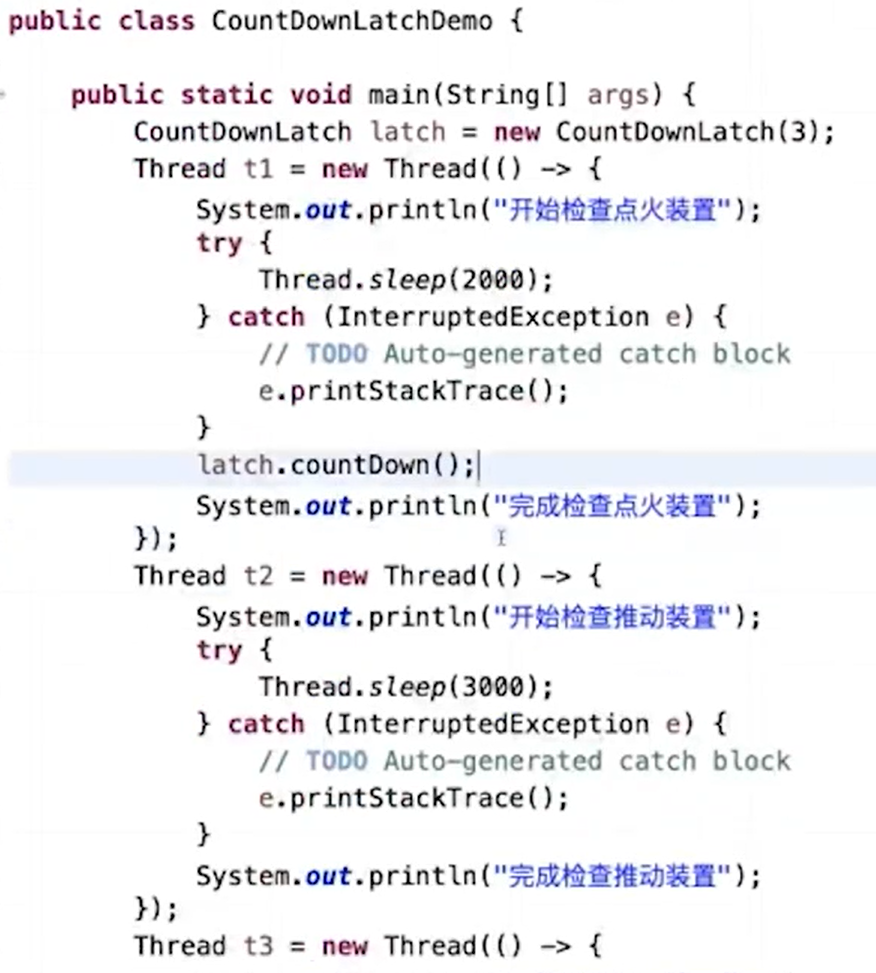 public class CountDownLatchDemo {
public static void main(String[] args) {
CountDownLatch latch = new CountDownLatch(3);
Thread t1 = new Thread(() -> {
System.out.println("开始检查点火装置");
try {
Thread.sleep(2000);
} catch (InterruptedException e) {
// TODO Auto-generated catch block
e.printStackTrace();
}
latch.countDown();
System.out.println("完成检查点火装置");
});
Thread t2 = new Thread(() -> {
System.out.println("开始检查推动装置");
try {
Thread.sleep(3000);
} catch (InterruptedException e) {
// TODO Auto-generated catch block
e.printStackTrace();
}
System.out.println("完成检查推动装置");
});
Thread t3 = new Thread(() -> {